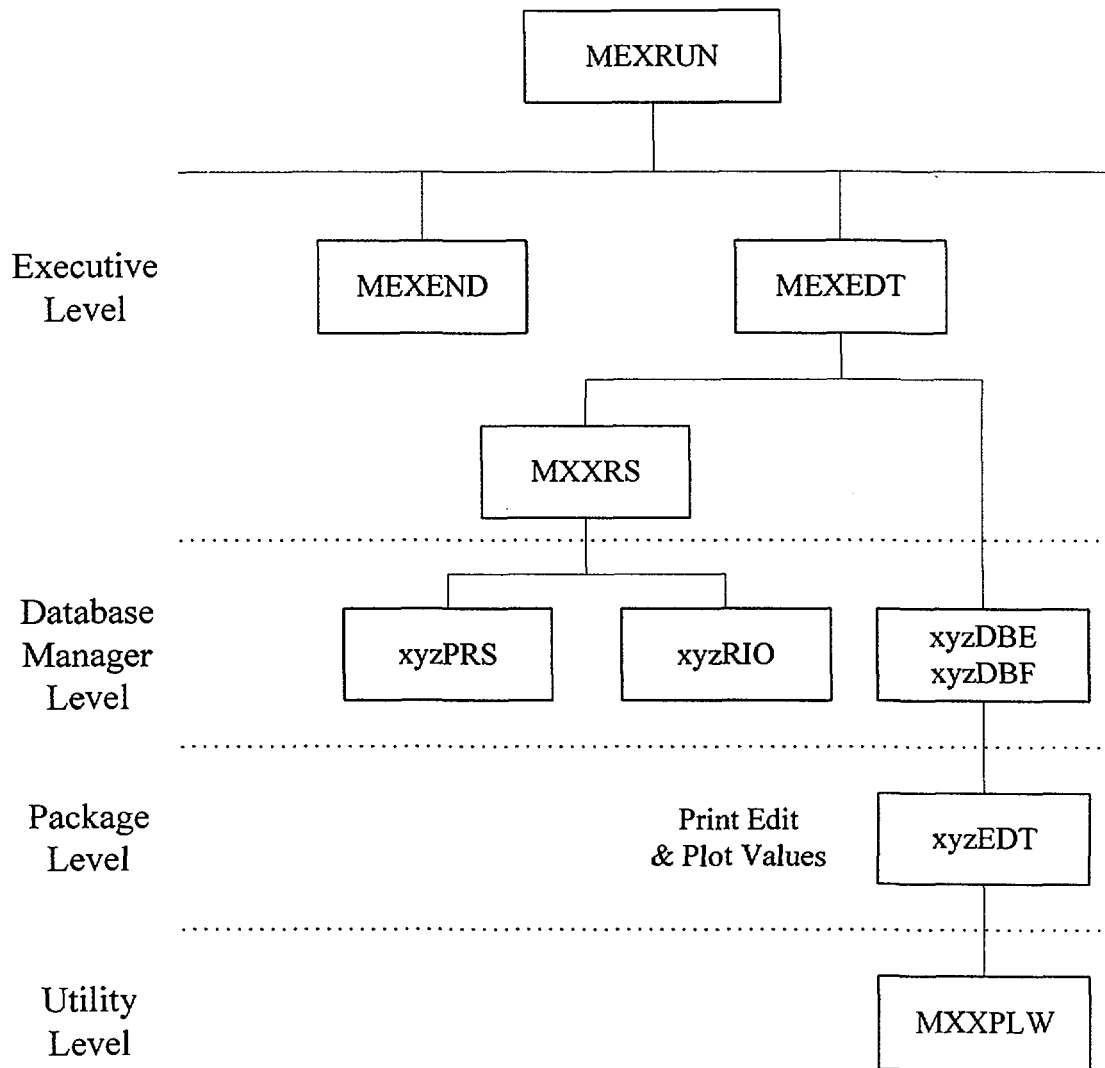 MEXRUN
Executive
Level
MEXEND
MEXEDT
MXXRS
Database
Manager
Level
xyzPRS
xyzRIO
xyzDBE
xyzDBF
Package
Level
Print Edit
& Plot Values
xyzEDT
Utility
Level
MXXPLW